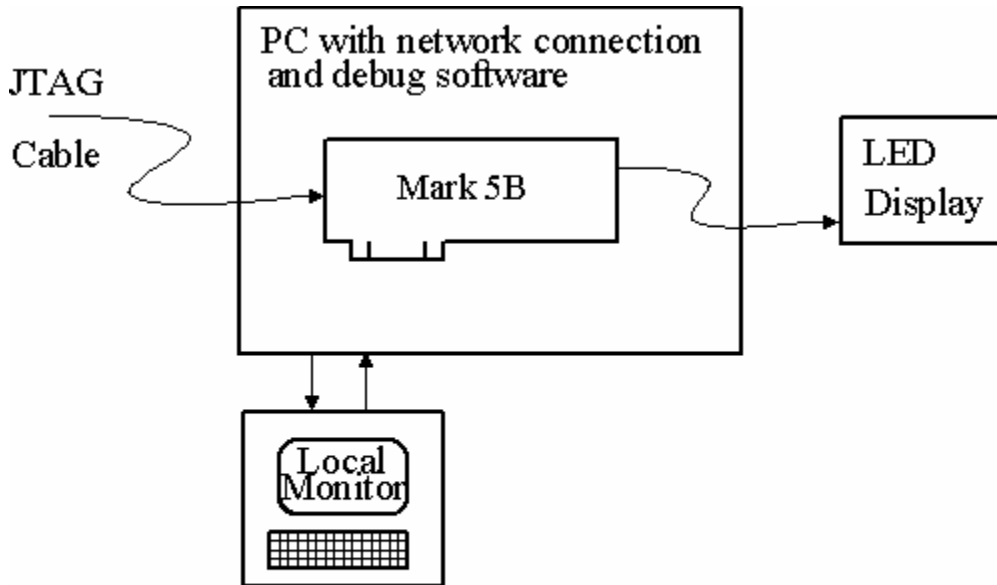 PC with network connection
and debug software
JTAG
Cable
Mark 5B
LED
Display
Local
Monitor